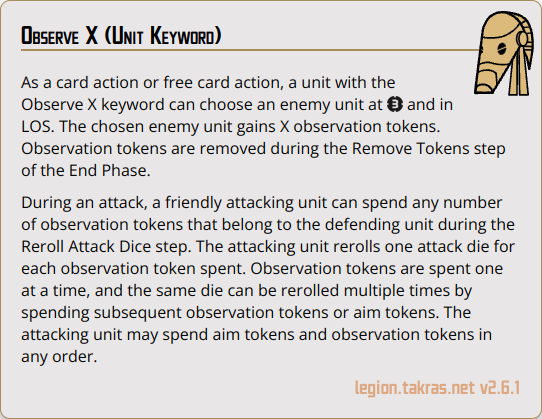 Observe X (Unit Keyword)
As a card action or free card action, a unit with the
Observe X keyword can choose an enemy unit at 3 and in
LOS. The chosen enemy unit gains X observation tokens.
Observation tokens are removed during the Remove Tokens step
of the End Phase.
During an attack, a friendly attacking unit can spend any number
of observation tokens that belong to the defending unit during the
Reroll Attack Dice step. The attacking unit rerolls one attack die for
each observation token spent. Observation tokens are spent one
at a time, and the same die can be rerolled multiple times by
spending subsequent observation tokens or aim tokens. The
attacking unit may spend aim tokens and observation tokens in
any order.
legion.takras.net v2.6.1